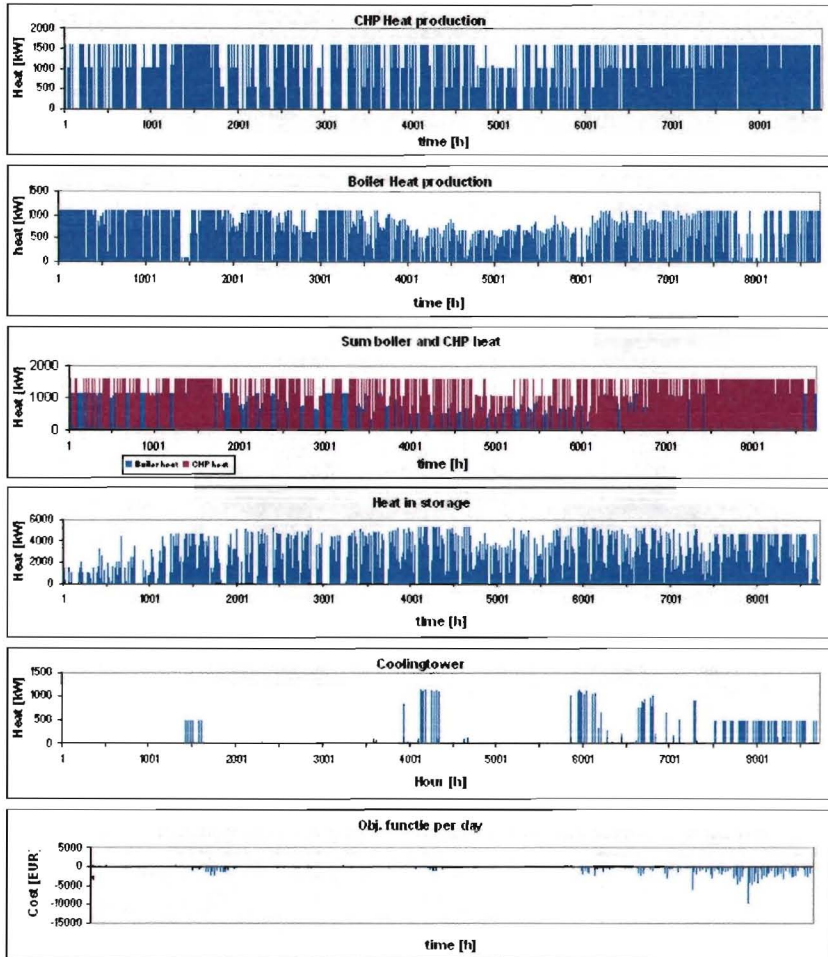 CHP Heat production
Heat [kW]
2000
1500
1000
500
0
1 1001 2001 3001 4001 5001 6001 7001 8001
time [h]
Boiler Heat production
heat [kW]
1500
1000
500
0
1 1001 2001 3001 4001 5001 6001 7001 8001
time [h]
Sum boiler and CHP heat
Heat [kW]
2000
1000
0
1 1001 2001 3001 4001 5001 6001 7001 8001
Boiler heat CHP heat
time [h]
Heat in storage
Heat [kW]
6000
4000
2000
0
1 1001 2001 3001 4001 5001 6001 7001 8001
time [h]
Coolingtower
Heat [kW]
1500
1000
500
0
1 1001 2001 3001 4001 5001 6001 7001 8001
Hour [h]
Obj. functie per day
Cost [EUR]
5000
0
-5000
-10000
-15000
time [h]